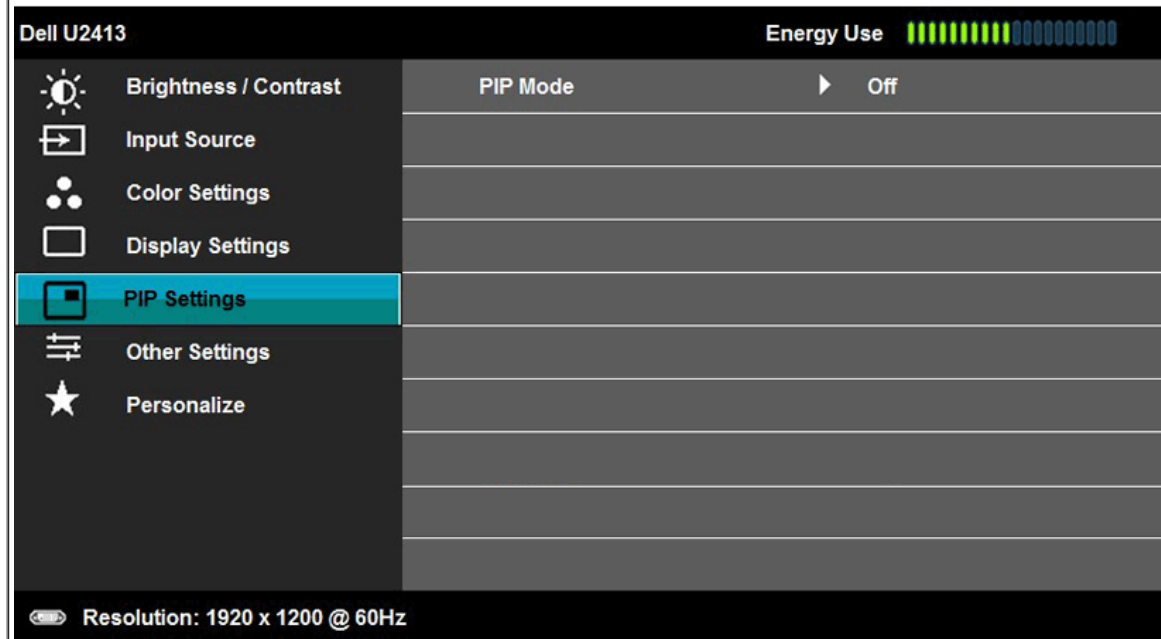 Dell U2413 Energy Use
Brightness / Contrast PIP Mode Off
Input Source
Color Settings
Display Settings
PIP Settings
Other Settings
Personalize
Resolution: 1920 x 1200 @ 60Hz